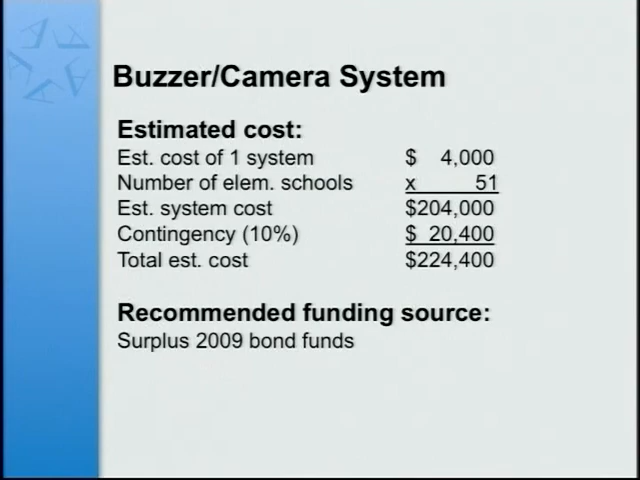 Buzzer/Camera System
Estimated cost:
Est. cost of 1 system $ 4,000
Number of elem. schools x 51
Est. system cost $204,000
Contingency (10%) $ 20,400
Total est. cost $224,400
Recommended funding source:
Surplus 2009 bond funds